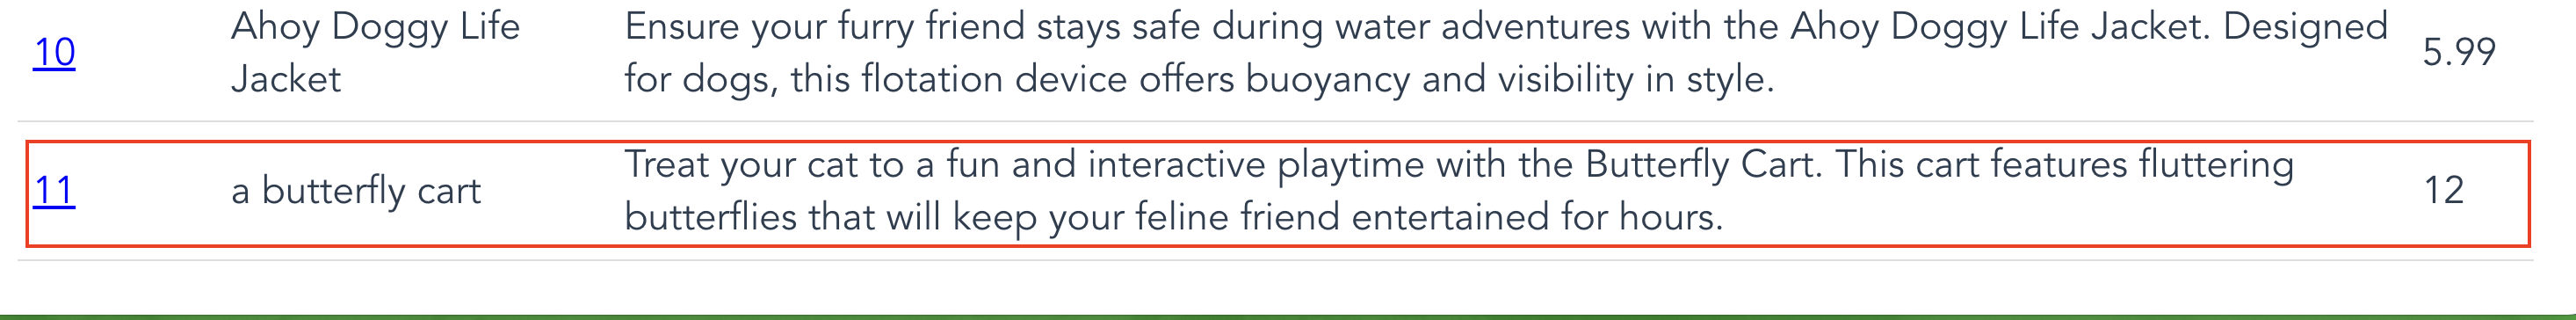 10
Ahoy Doggy Life
Jacket
Ensure your furry friend stays safe during water adventures with the Ahoy Doggy Life Jacket. Designed
for dogs, this flotation device offers buoyancy and visibility in style.
5.99
11
a butterfly cart
Treat your cat to a fun and interactive playtime with the Butterfly Cart. This cart features fluttering
butterflies that will keep your feline friend entertained for hours.
12